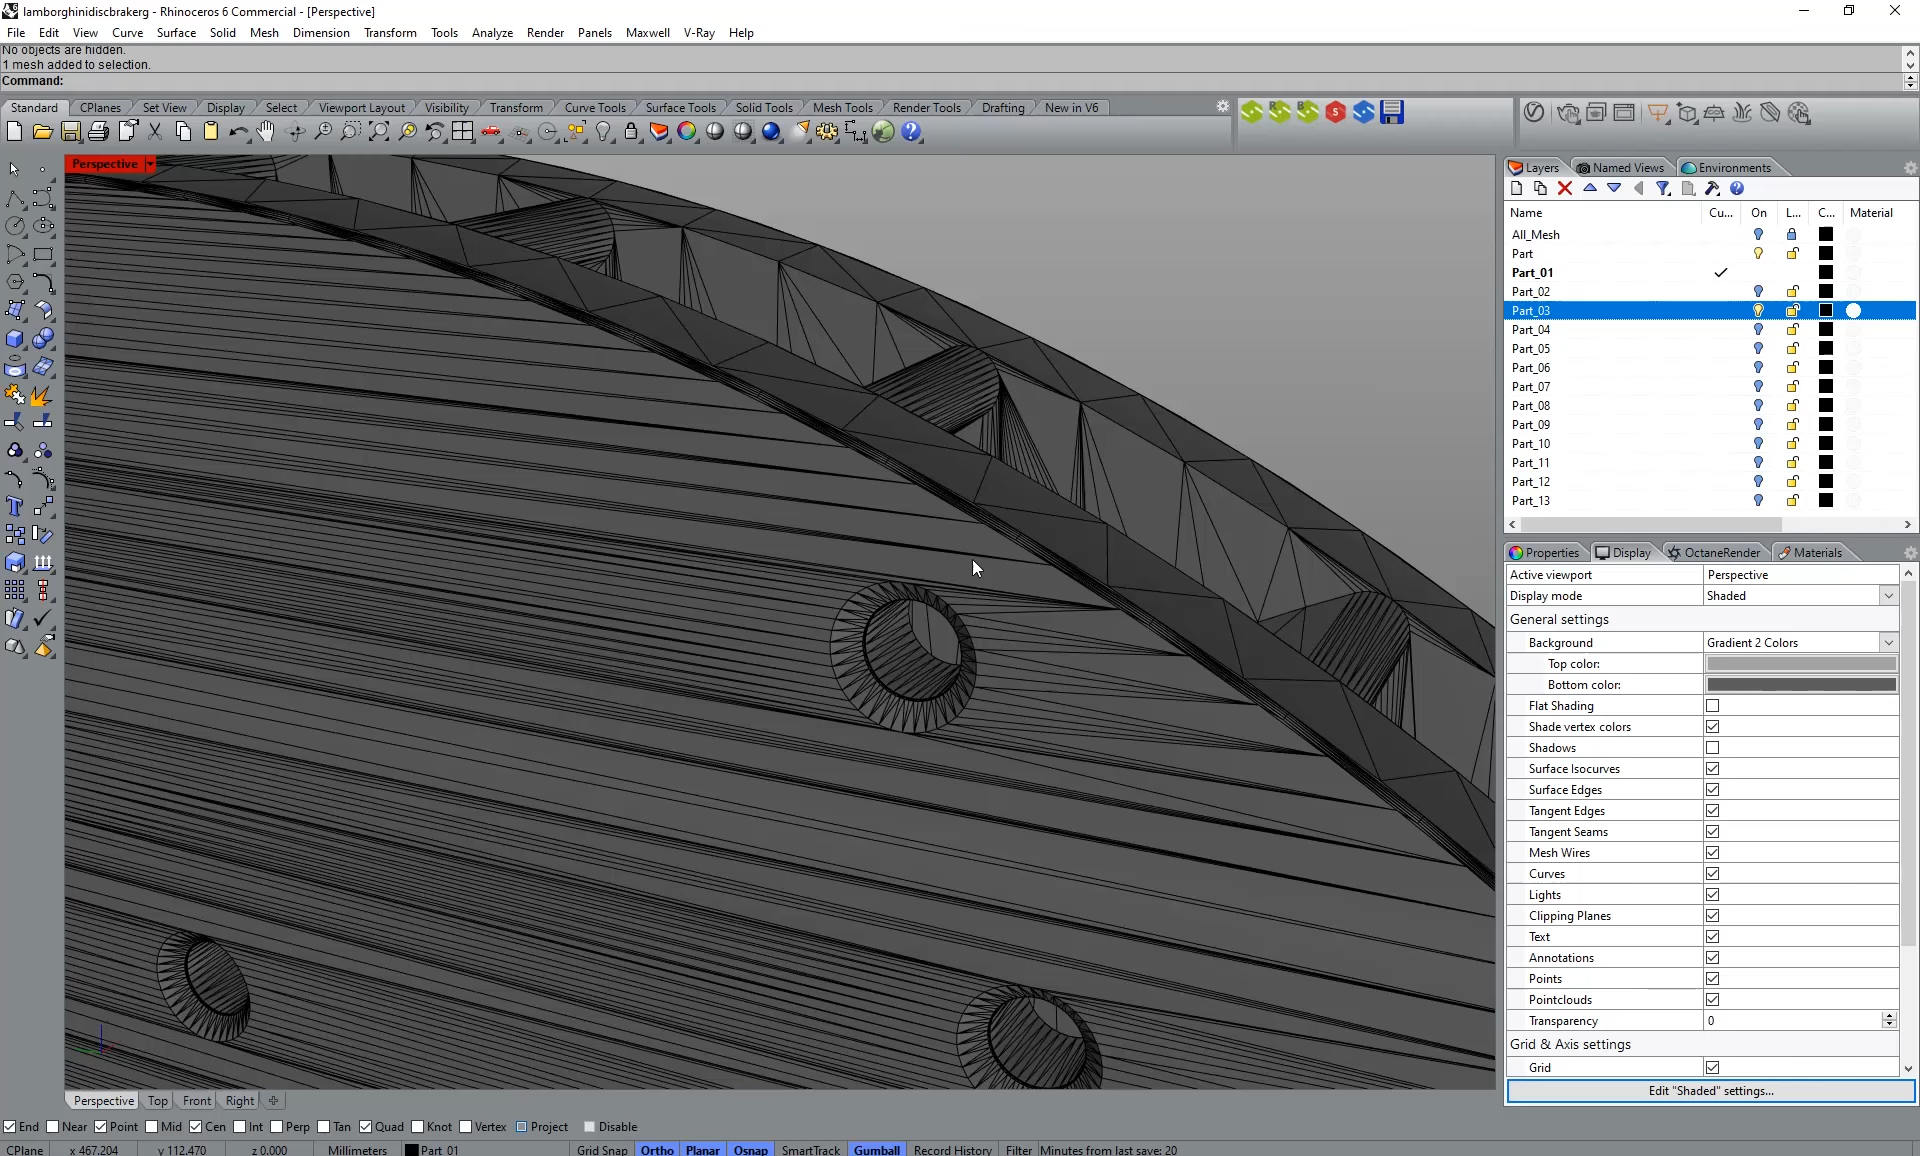 lamborghinidiscbrakerg - Rhinoceros 6 Commercial - [Perspective]
File Edit View Curve Surface Solid Mesh Dimension Transform Tools Analyze Render Panels Maxwell V-Ray Help
No objects are hidden.
1 mesh added to selection.
Command:
Standard CPlanes Set View Display Select Viewport Layout Visibility Transform Curve Tools Surface Tools Solid Tools Mesh Tools Render Tools Drafting New in V6
Perspective
Layers Named Views Environments
Name Cu... On L... C... Material
All_Mesh
Part
Part_01
Part_02
Part_03
Part_04
Part_05
Part_06
Part_07
Part_08
Part_09
Part_10
Part_11
Part_12
Part_13
Properties Display OctaneRender Materials
Active viewport Perspective
Display mode Shaded
General settings
Background Gradient 2 Colors
Top color:
Bottom color:
Flat Shading
Shade vertex colors
Shadows
Surface Isocurves
Surface Edges
Tangent Edges
Tangent Seams
Mesh Wires
Curves
Lights
Clipping Planes
Text
Annotations
Points
Pointclouds
Transparency 0
Grid & Axis settings
Grid
Edit "Shaded" settings...
Perspective Top Front Right
End Near Point Mid Cen Int Perp Tan Quad Knot Vertex Project Disable
CPlane x 467.204 y 112.470 z 0.000 Millimeters Part_01 Grid Snap Ortho Planar Osnap SmartTrack Gumball Record History Filter Minutes from last save: 20